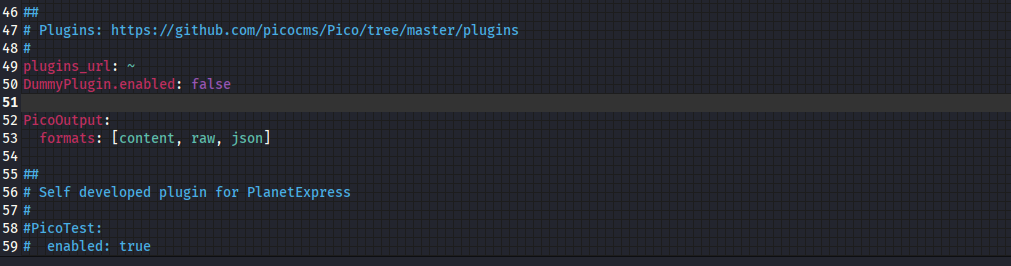 46 ##
47 # Plugins: https://github.com/picocms/Pico/tree/master/plugins
48 #
49 plugins_url: ~
50 DummyPlugin.enabled: false
51
52 PicoOutput:
53   formats: [content, raw, json]
54
55 ##
56 # Self developed plugin for PlanetExpress
57 #
58 #PicoTest:
59 #  enabled: true